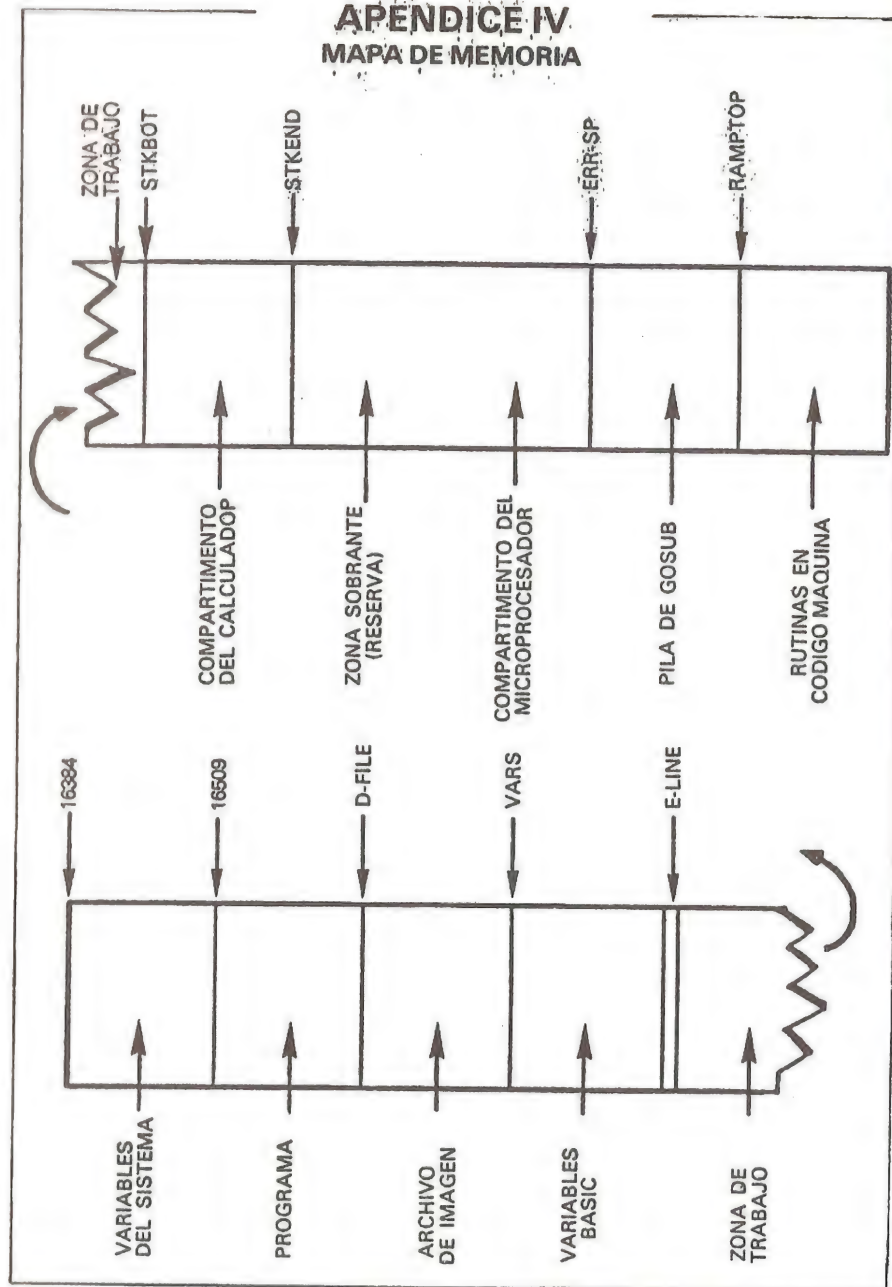 APENDICE IV
MAPA DE MEMORIA
16384
16509
D-FILE
VARS
E-LINE
VARIABLES
DEL SISTEMA
PROGRAMA
ARCHIVO
DE IMAGEN
VARIABLES
BASIC
ZONA DE
TRABAJO
ZONA DE
TRABAJO
STKBOT
STKEND
ERR-SP
RAMPTOP
COMPARTIMENTO
DEL CALCULADOP
ZONA SOBRANTE
(RESERVA)
COMPARTIMENTO DEL
MICROPROCESADOR
PILA DE GOSUB
RUTINAS EN
CODIGO MAQUINA